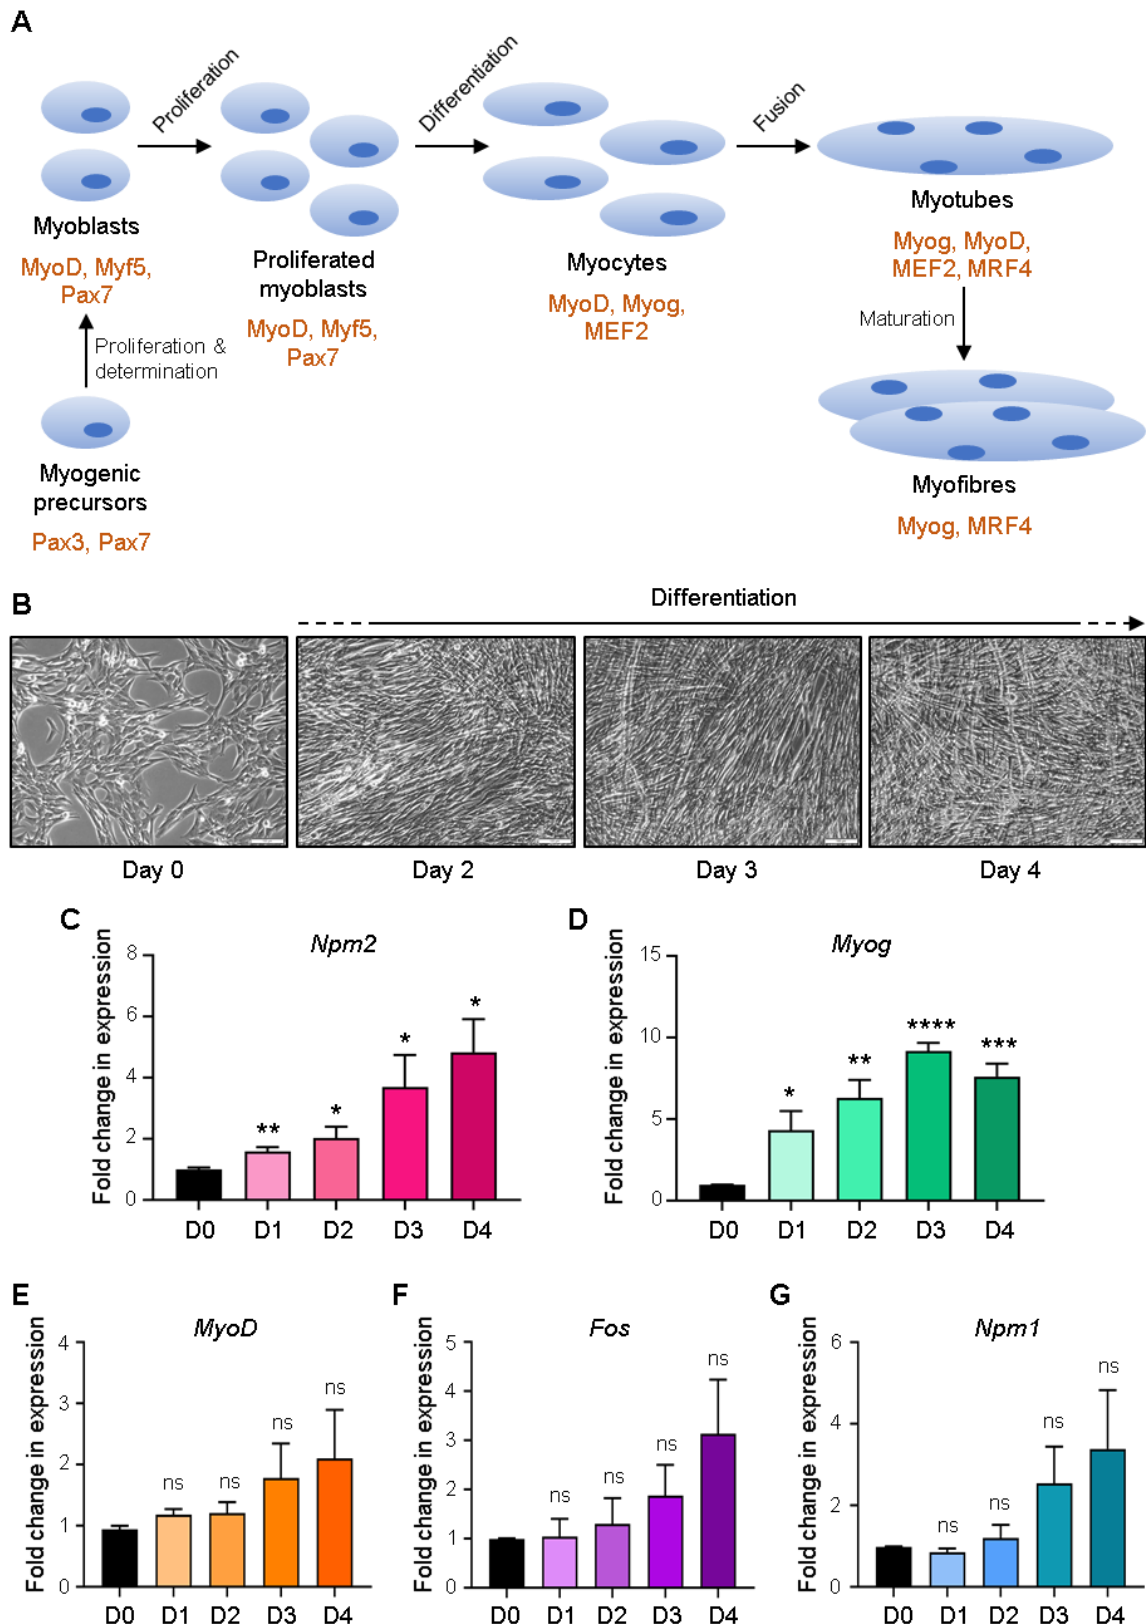 A
Proliferation
Differentiation
Fusion
Myoblasts
MyoD, Myf5,
Pax7
Proliferated
myoblasts
MyoD, Myf5,
Pax7
Myocytes
MyoD, Myog,
MEF2
Myotubes
Myog, MyoD,
MEF2, MRF4
Proliferation &
determination
Maturation
Myogenic
precursors
Pax3, Pax7
Myofibres
Myog, MRF4
B
Differentiation
Day 0
Day 2
Day 3
Day 4
C
Npm2
Fold change in expression
8
6
4
2
0
**
*
*
*
D0 D1 D2 D3 D4
D
Myog
Fold change in expression
15
10
5
0
*
**
****
***
D0 D1 D2 D3 D4
E
MyoD
Fold change in expression
4
3
2
1
0
ns
ns
ns
ns
D0 D1 D2 D3 D4
F
Fos
Fold change in expression
5
4
3
2
1
0
ns
ns
ns
ns
D0 D1 D2 D3 D4
G
Npm1
Fold change in expression
6
4
2
0
ns
ns
ns
ns
D0 D1 D2 D3 D4